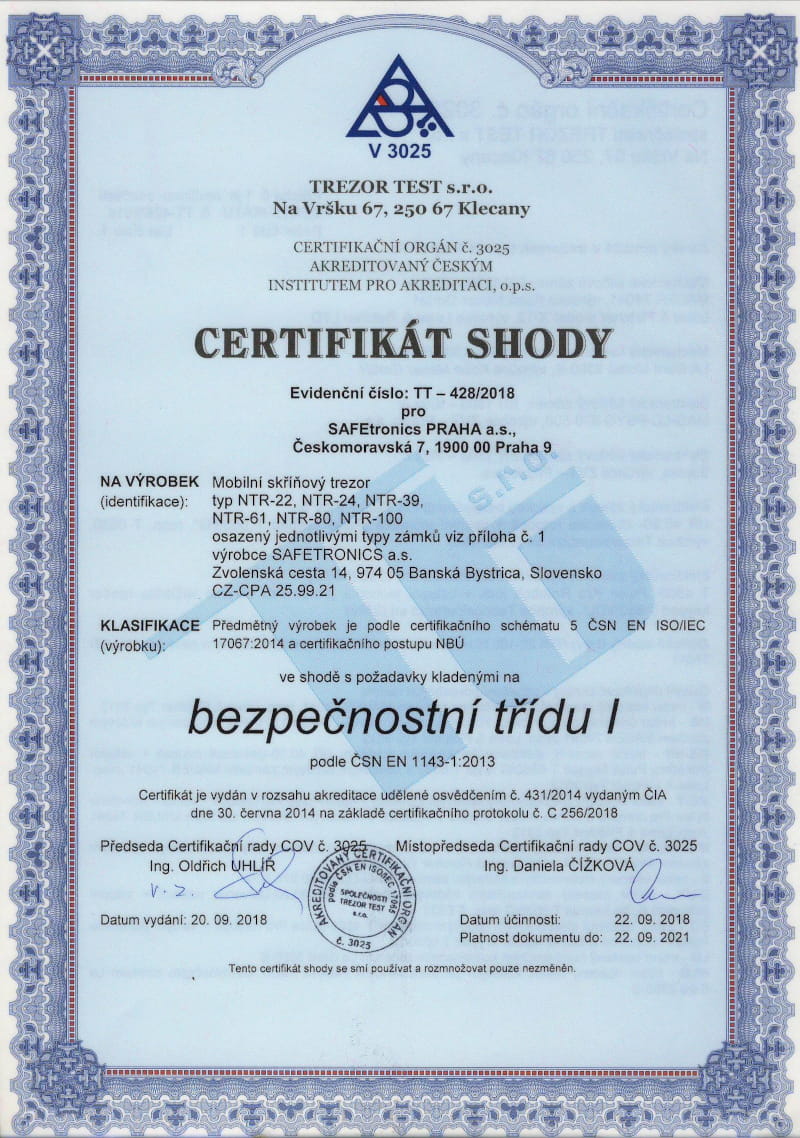 V 3025
TREZOR TEST s.r.o.
Na Vršku 67, 250 67 Klecany
CERTIFIKAČNÍ ORGÁN č. 3025
AKREDITOVANÝ ČESKÝM
INSTITUTEM PRO AKREDITACI, o.p.s.
CERTIFIKÁT SHODY
Evidenční číslo: TT – 428/2018
pro
SAFEtronics PRAHA a.s.,
Českomoravská 7, 1900 00 Praha 9
NA VÝROBEK Mobilní skříňový trezor
(identifikace): typ NTR-22, NTR-24, NTR-39,
NTR-61, NTR-80, NTR-100
osazený jednotlivými typy zámků viz příloha č. 1
výrobce SAFETRONICS a.s.
Zvolenská cesta 14, 974 05 Banská Bystrica, Slovensko
CZ-CPA 25.99.21
KLASIFIKACE Předmětný výrobek je podle certifikačního schématu 5 ČSN EN ISO/IEC
(výrobku): 17067:2014 a certifikačního postupu NBÚ
ve shodě s požadavky kladenými na
bezpečnostní třídu I
podle ČSN EN 1143-1:2013
Certifikát je vydán v rozsahu akreditace udělené osvědčením č. 431/2014 vydaným ČIA
dne 30. června 2014 na základě certifikačního protokolu č. C 256/2018
Předseda Certifikační rady COV č. 3025 Místopředseda Certifikační rady COV č. 3025
Ing. Oldřich UHLÍŘ Ing. Daniela ČÍŽKOVÁ
v. z.
AKREDITOVANÝ CERTIFIKAČNÍ ORGÁN
podle ČSN EN ISO/IEC 17065
SPOLEČNOSTI
TREZOR TEST
s.r.o.
č. 3025
Datum vydání: 20. 09. 2018 Datum účinnosti: 22. 09. 2018
Platnost dokumentu do: 22. 09. 2021
Tento certifikát shody se smí používat a rozmnožovat pouze nezměněn.
s.r.o.